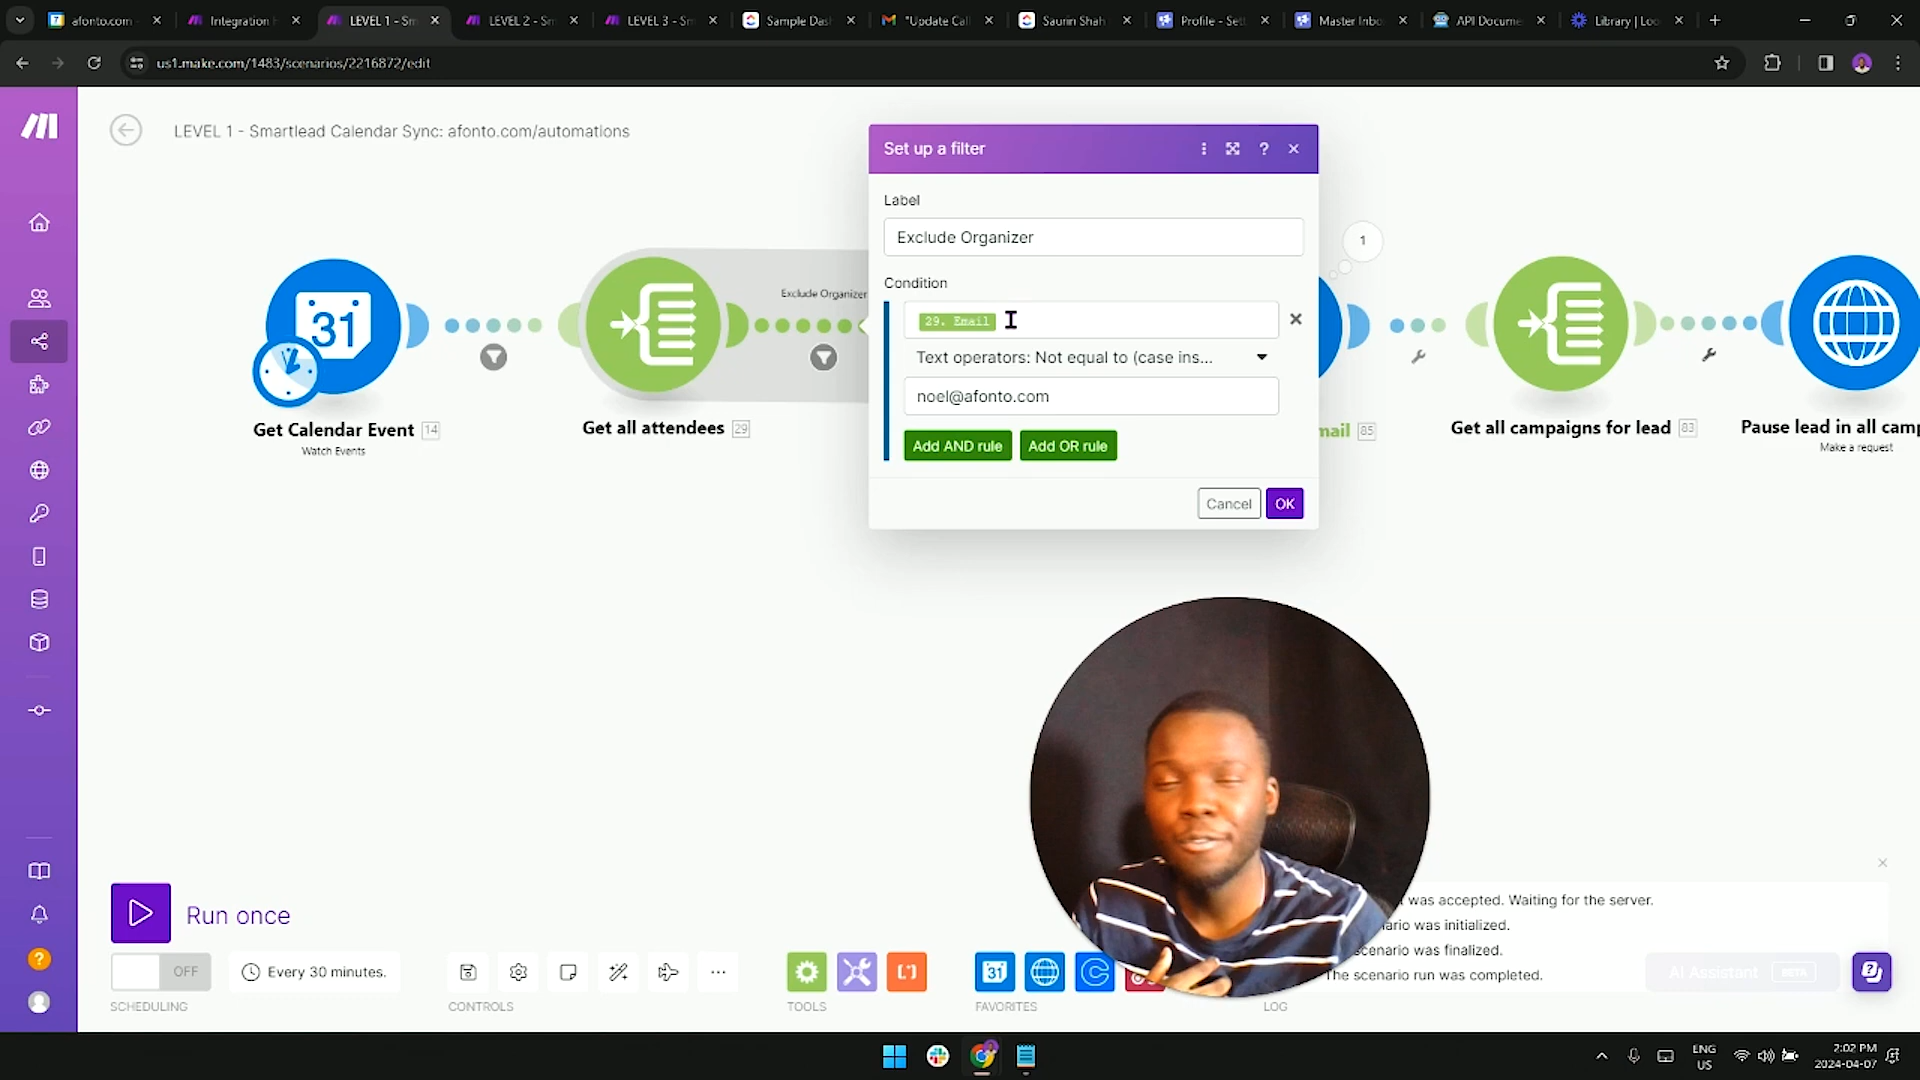 afonto.com -
Integration
LEVEL 1 - Sm
LEVEL 2 - Sm
LEVEL 3 - Sm
Sample Das
"Update Cal
Saurin Shah
Profile - Set
Master Inbo
API Docume
Library | Loo
us1.make.com/1483/scenarios/2216872/edit
LEVEL 1 - Smartlead Calendar Sync: afonto.com/automations
Set up a filter
Label
Exclude Organizer
1
Condition
31
Exclude Organizer
29. Email
Text operators: Not equal to (case ins...
noel@afonto.com
Get Calendar Event 14
Watch Events
Get all attendees 29
mail 85
Get all campaigns for lead 83
Pause lead in all camp
Make a request
Add AND rule
Add OR rule
Cancel
OK
Run once
was accepted. Waiting for the server.
ario was initialized.
scenario was finalized.
The scenario run was completed.
OFF
Every 30 minutes.
31
AI Assistant BETA
SCHEDULING
CONTROLS
TOOLS
FAVORITES
LOG
ENG
US
2:02 PM
2024-04-07